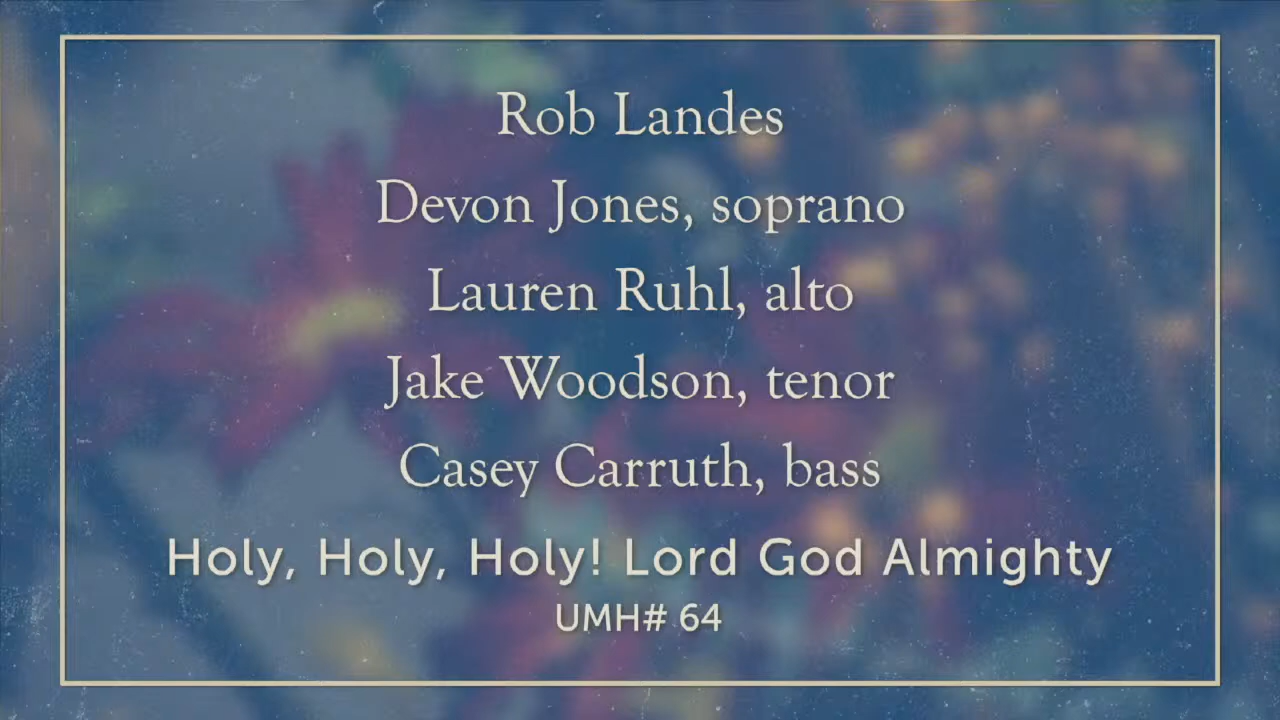 Rob Landes
Devon Jones, soprano
Lauren Ruhl, alto
Jake Woodson, tenor
Casey Carruth, bass
Holy, Holy, Holy! Lord God Almighty
UMH# 64